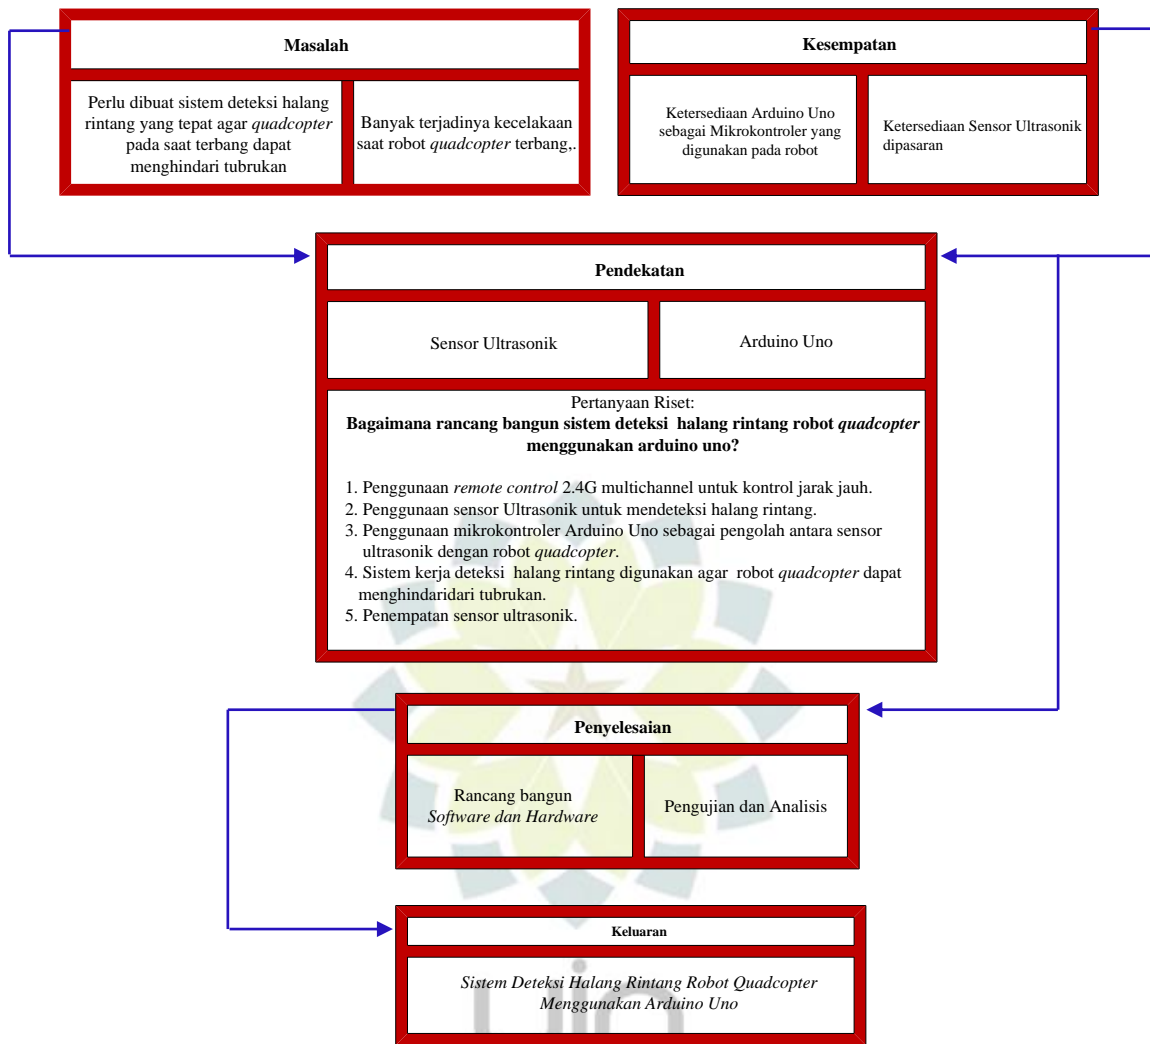 Masalah
Perlu dibuat sistem deteksi halang
rintang yang tepat agar quadcopter
pada saat terbang dapat
menghindari tubrukan
Banyak terjadinya kecelakaan
saat robot quadcopter terbang,.
Kesempatan
Ketersediaan Arduino Uno
sebagai Mikrokontroler yang
digunakan pada robot
Ketersediaan Sensor Ultrasonik
dipasaran
Pendekatan
Sensor Ultrasonik
Arduino Uno
Pertanyaan Riset:
Bagaimana rancang bangun sistem deteksi halang rintang robot quadcopter
menggunakan arduino uno?
1. Penggunaan remote control 2.4G multichannel untuk kontrol jarak jauh.
2. Penggunaan sensor Ultrasonik untuk mendeteksi halang rintang.
3. Penggunaan mikrokontroler Arduino Uno sebagai pengolah antara sensor
ultrasonik dengan robot quadcopter.
4. Sistem kerja deteksi halang rintang digunakan agar robot quadcopter dapat
menghindaridari tubrukan.
5. Penempatan sensor ultrasonik.
Penyelesaian
Rancang bangun
Software dan Hardware
Pengujian dan Analisis
Keluaran
Sistem Deteksi Halang Rintang Robot Quadcopter
Menggunakan Arduino Uno
uin